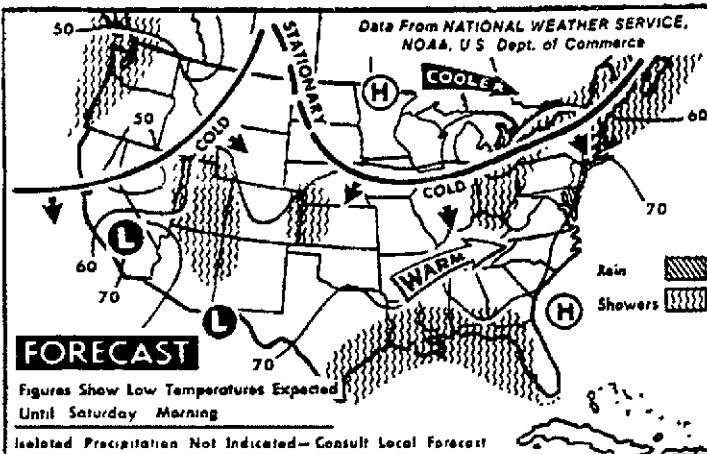 50
STATIONARY
Data From NATIONAL WEATHER SERVICE,
NOAA, U.S. Dept. of Commerce
H
COOLER
50
COLD
60
COLD
70
L
60
WARM
70
Rain
L
H
Showers
FORECAST
70
Figures Show Low Temperatures Expected
Until Saturday Morning
Isolated Precipitation Not Indicated—Consult Local Forecast